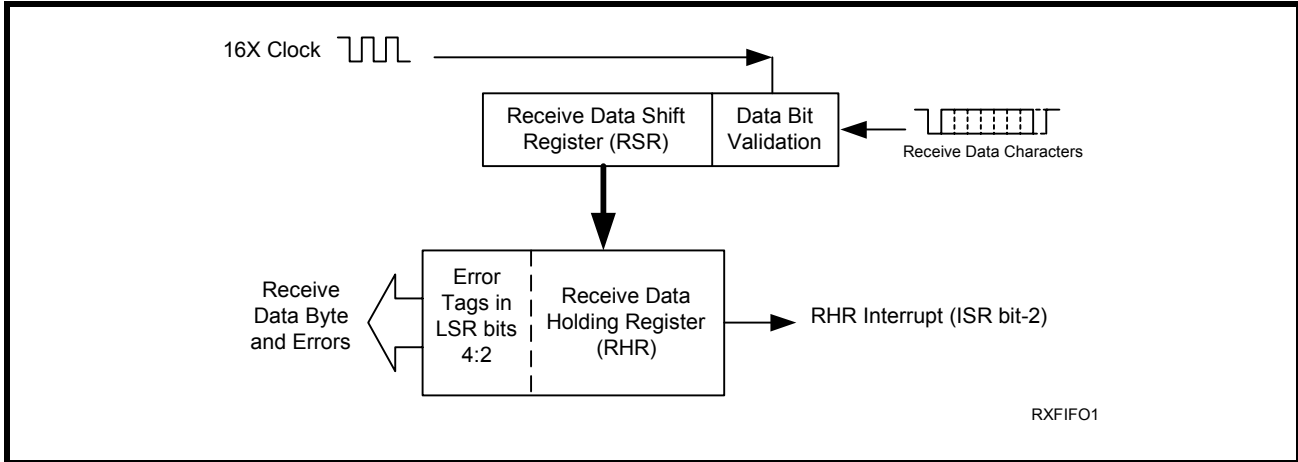 16X Clock
Receive Data Shift
Register (RSR)
Data Bit
Validation
Receive Data Characters
Receive
Data Byte
and Errors
Error
Tags in
LSR bits
4:2
Receive Data
Holding Register
(RHR)
RHR Interrupt (ISR bit-2)
RXFIFO1